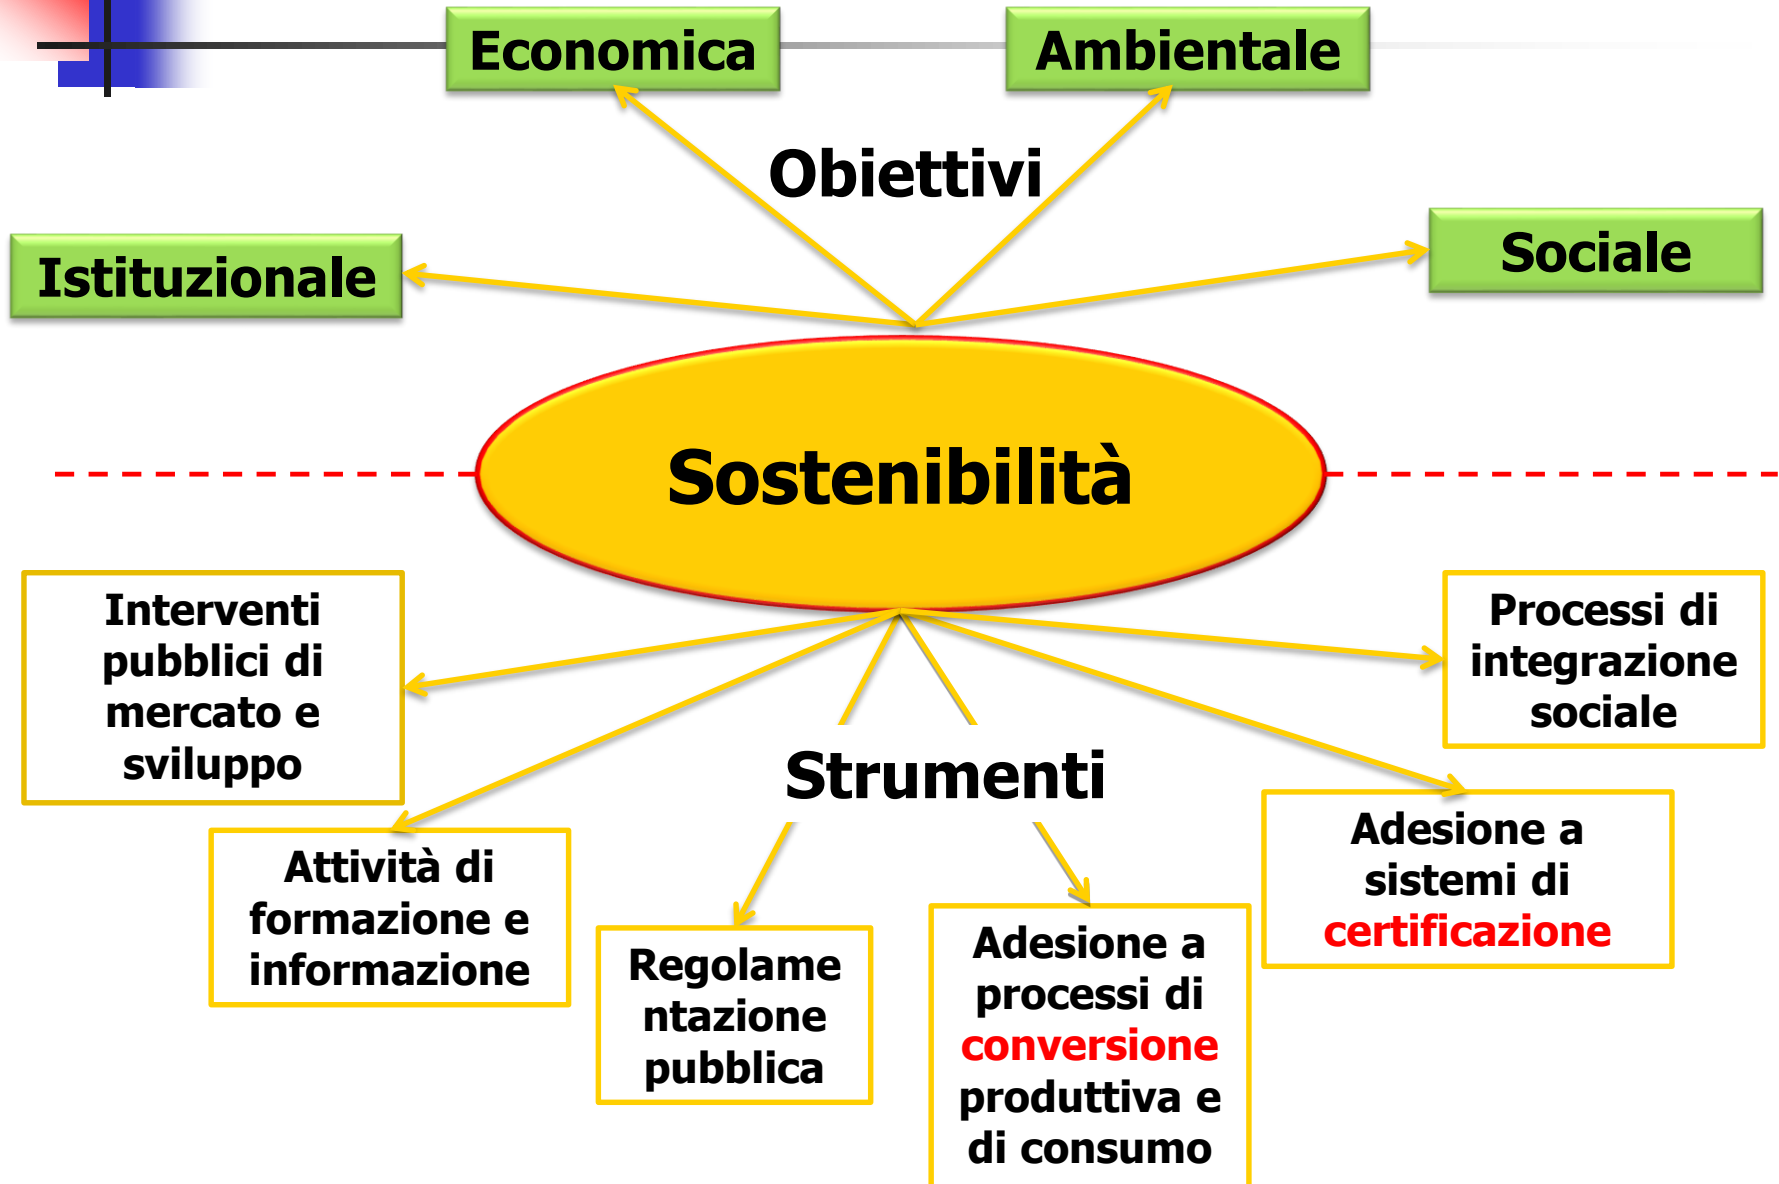 Economica
Ambientale
Obiettivi
Istituzionale
Sociale
Sostenibilità
Interventi
pubblici di
mercato e
sviluppo
Processi di
integrazione
sociale
Strumenti
Attività di
formazione e
informazione
Regolame
ntazione
pubblica
Adesione a
processi di
conversione
produttiva e
di consumo
Adesione a
sistemi di
certificazione